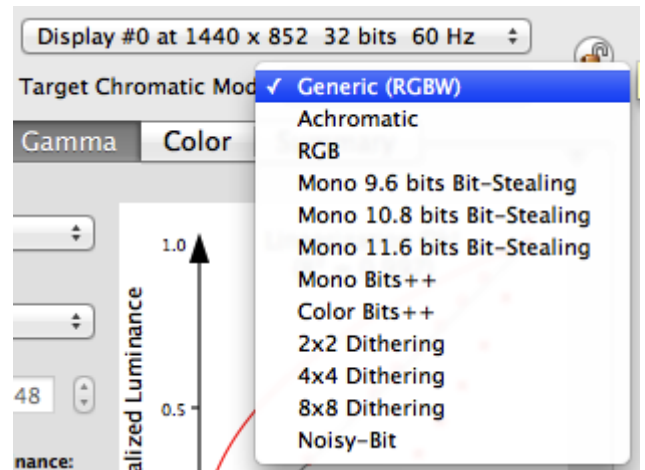 Display #0 at 1440 x 852 32 bits 60 Hz
Target Chromatic Mod
✓ Generic (RGBW)
Achromatic
Gamma Color
RGB
Mono 9.6 bits Bit-Stealing
Mono 10.8 bits Bit-Stealing
Mono 11.6 bits Bit-Stealing
1.0
Mono Bits++
Color Bits++
2x2 Dithering
4x4 Dithering
48
8x8 Dithering
0.5
Noisy-Bit
alized Luminance
nance: